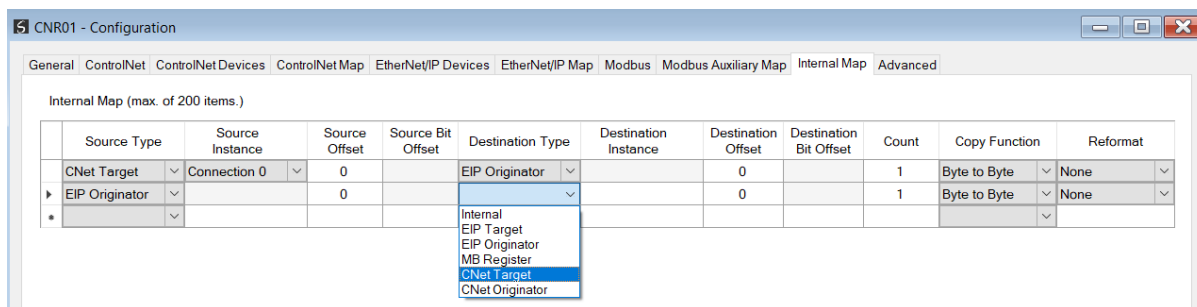 CNR01 - Configuration
General ControlNet ControlNet Devices ControlNet Map EtherNet/IP Devices EtherNet/IP Map Modbus Modbus Auxiliary Map Internal Map Advanced
Internal Map (max. of 200 items.)
Source Type Source Instance Source Offset Source Bit Offset Destination Type Destination Instance Destination Offset Destination Bit Offset Count Copy Function Reformat
CNet Target Connection 0 0 EIP Originator 0 1 Byte to Byte None
EIP Originator 0 0 1 Byte to Byte None
Internal
EIP Target
EIP Originator
MB Register
CNet Target
CNet Originator